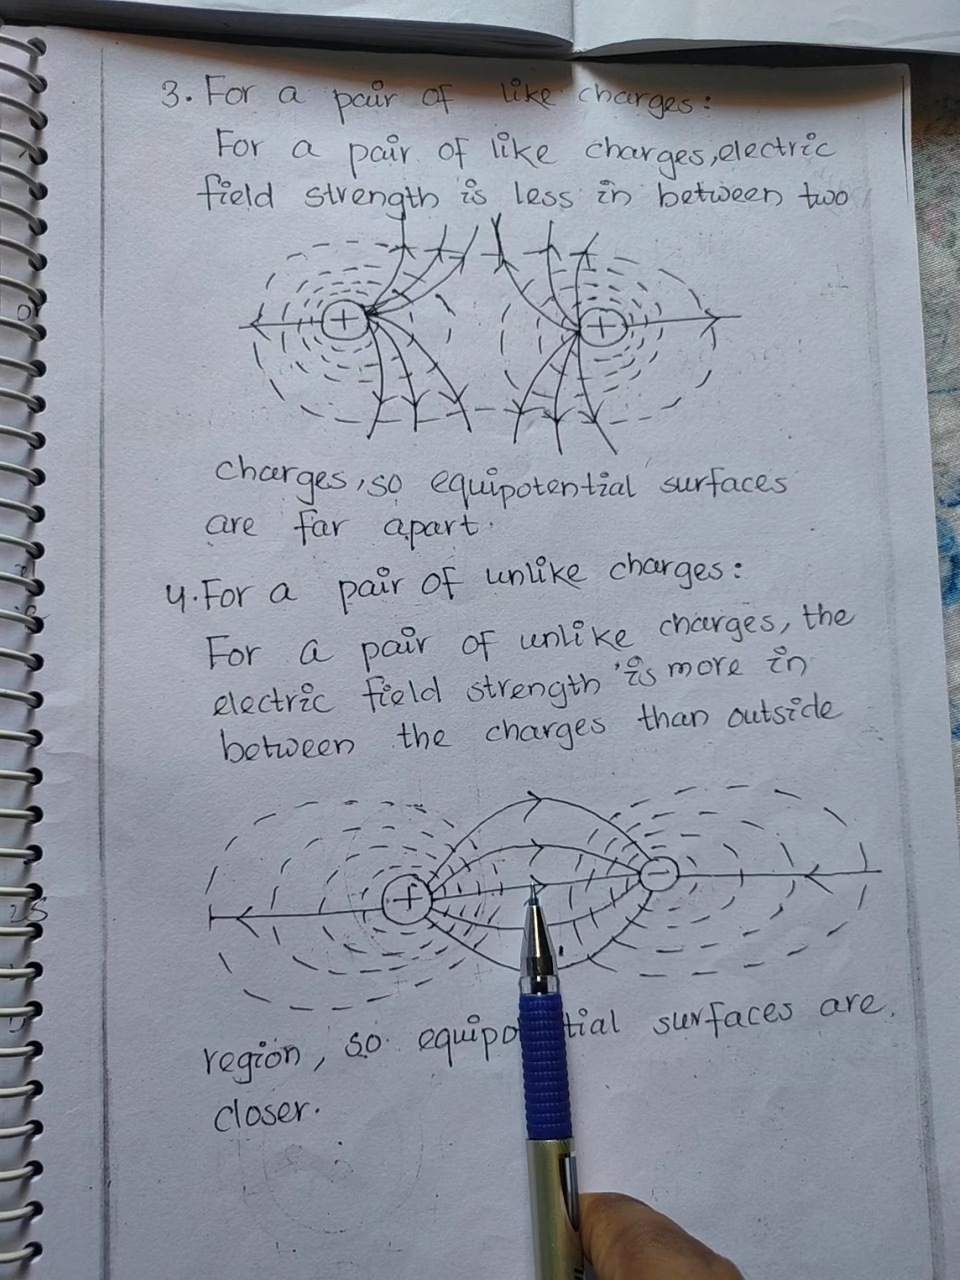 3. For a pair of like charges:
For a pair of like charges, electric
field strength is less in between two
+ +
charges, so equipotential surfaces
are far apart.
4. For a pair of unlike charges:
For a pair of unlike charges, the
electric field strength is more in
between the charges than outside
+ -
region, so equipo tial surfaces are
closer.